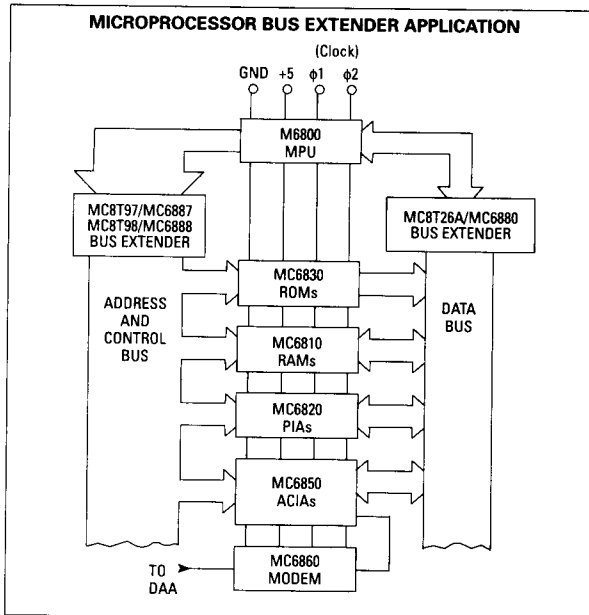 MICROPROCESSOR BUS EXTENDER APPLICATION
(Clock)
GND +5 ϕ1 ϕ2
M6800
MPU
MC8T97/MC6887
MC8T98/MC6888
BUS EXTENDER
MC8T26A/MC6880
BUS EXTENDER
MC6830
ROMs
ADDRESS
AND
CONTROL
BUS
DATA
BUS
MC6810
RAMs
MC6820
PIAs
MC6850
ACIAs
MC6860
MODEM
TO
DAA